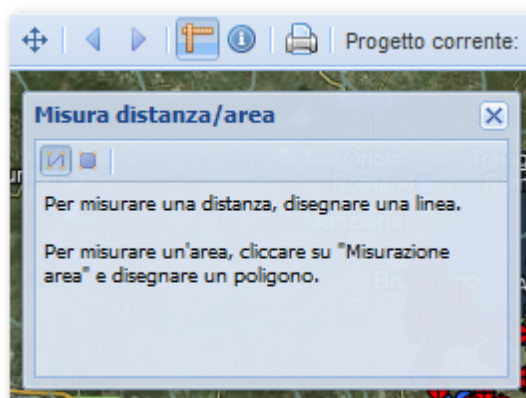 Progetto corrente:
Misura distanza/area
Per misurare una distanza, disegnare una linea.
Per misurare un'area, cliccare su "Misurazione
area" e disegnare un poligono.